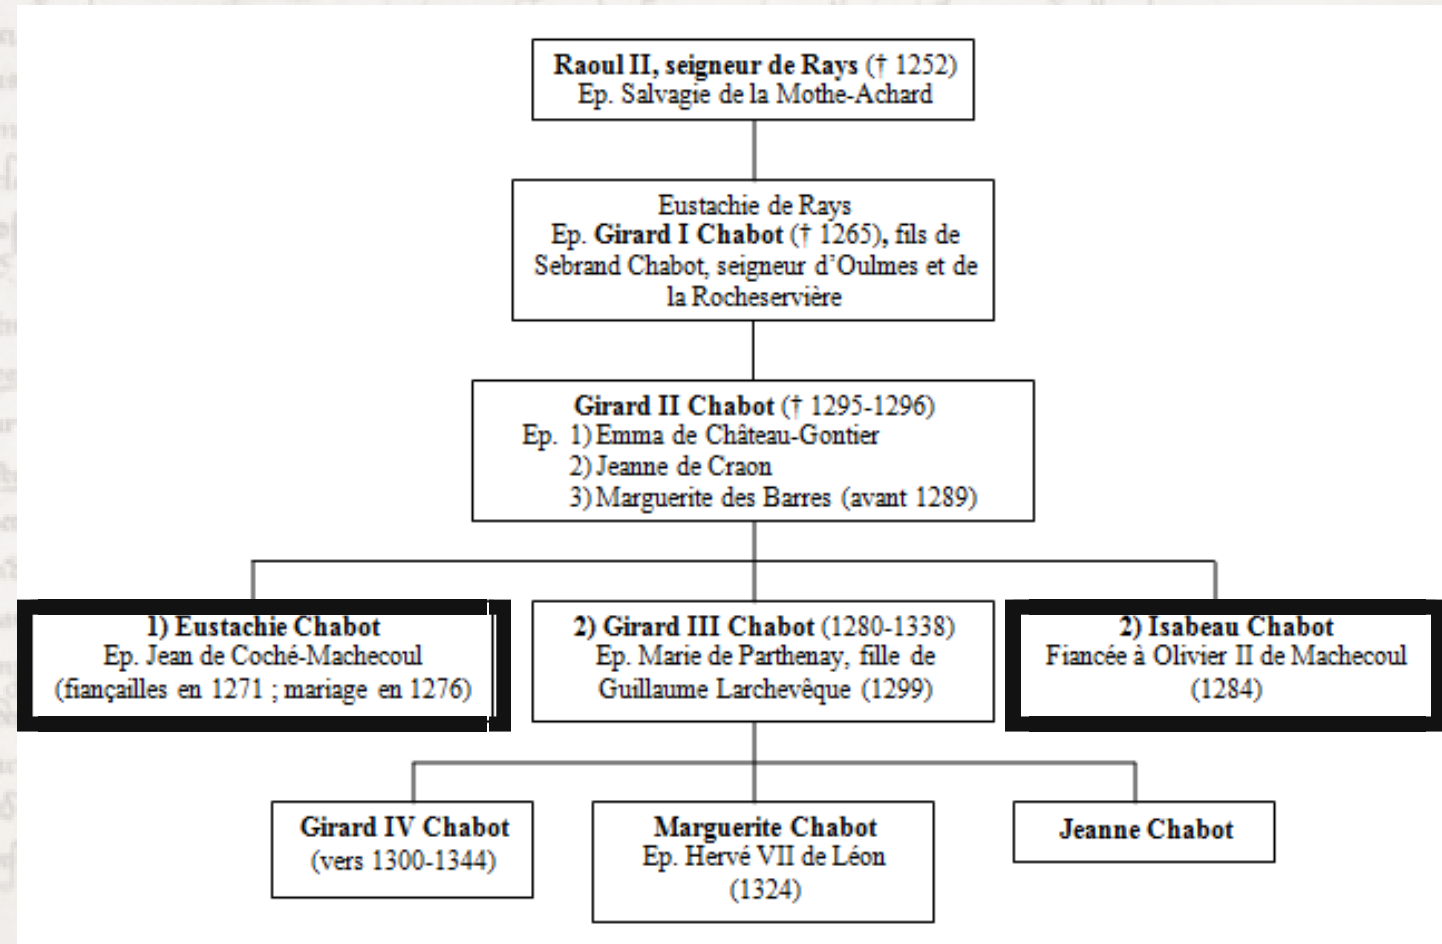 Raoul II, seigneur de Rays († 1252)
Ep. Salvagie de la Mothe-Achard
Eustachie de Rays
Ep. Girard I Chabot († 1265), fils de
Sebrand Chabot, seigneur d'Oulmes et de
la Rocheservière
Girard II Chabot († 1295-1296)
Ep. 1) Emma de Château-Gontier
2) Jeanne de Craon
3) Marguerite des Barres (avant 1289)
1) Eustachie Chabot
Ep. Jean de Coché-Machecoul
(fiançailles en 1271 ; mariage en 1276)
2) Girard III Chabot (1280-1338)
Ep. Marie de Parthenay, fille de
Guillaume Larchevêque (1299)
2) Isabeau Chabot
Fiancée à Olivier II de Machecoul
(1284)
Girard IV Chabot
(vers 1300-1344)
Marguerite Chabot
Ep. Hervé VII de Léon
(1324)
Jeanne Chabot